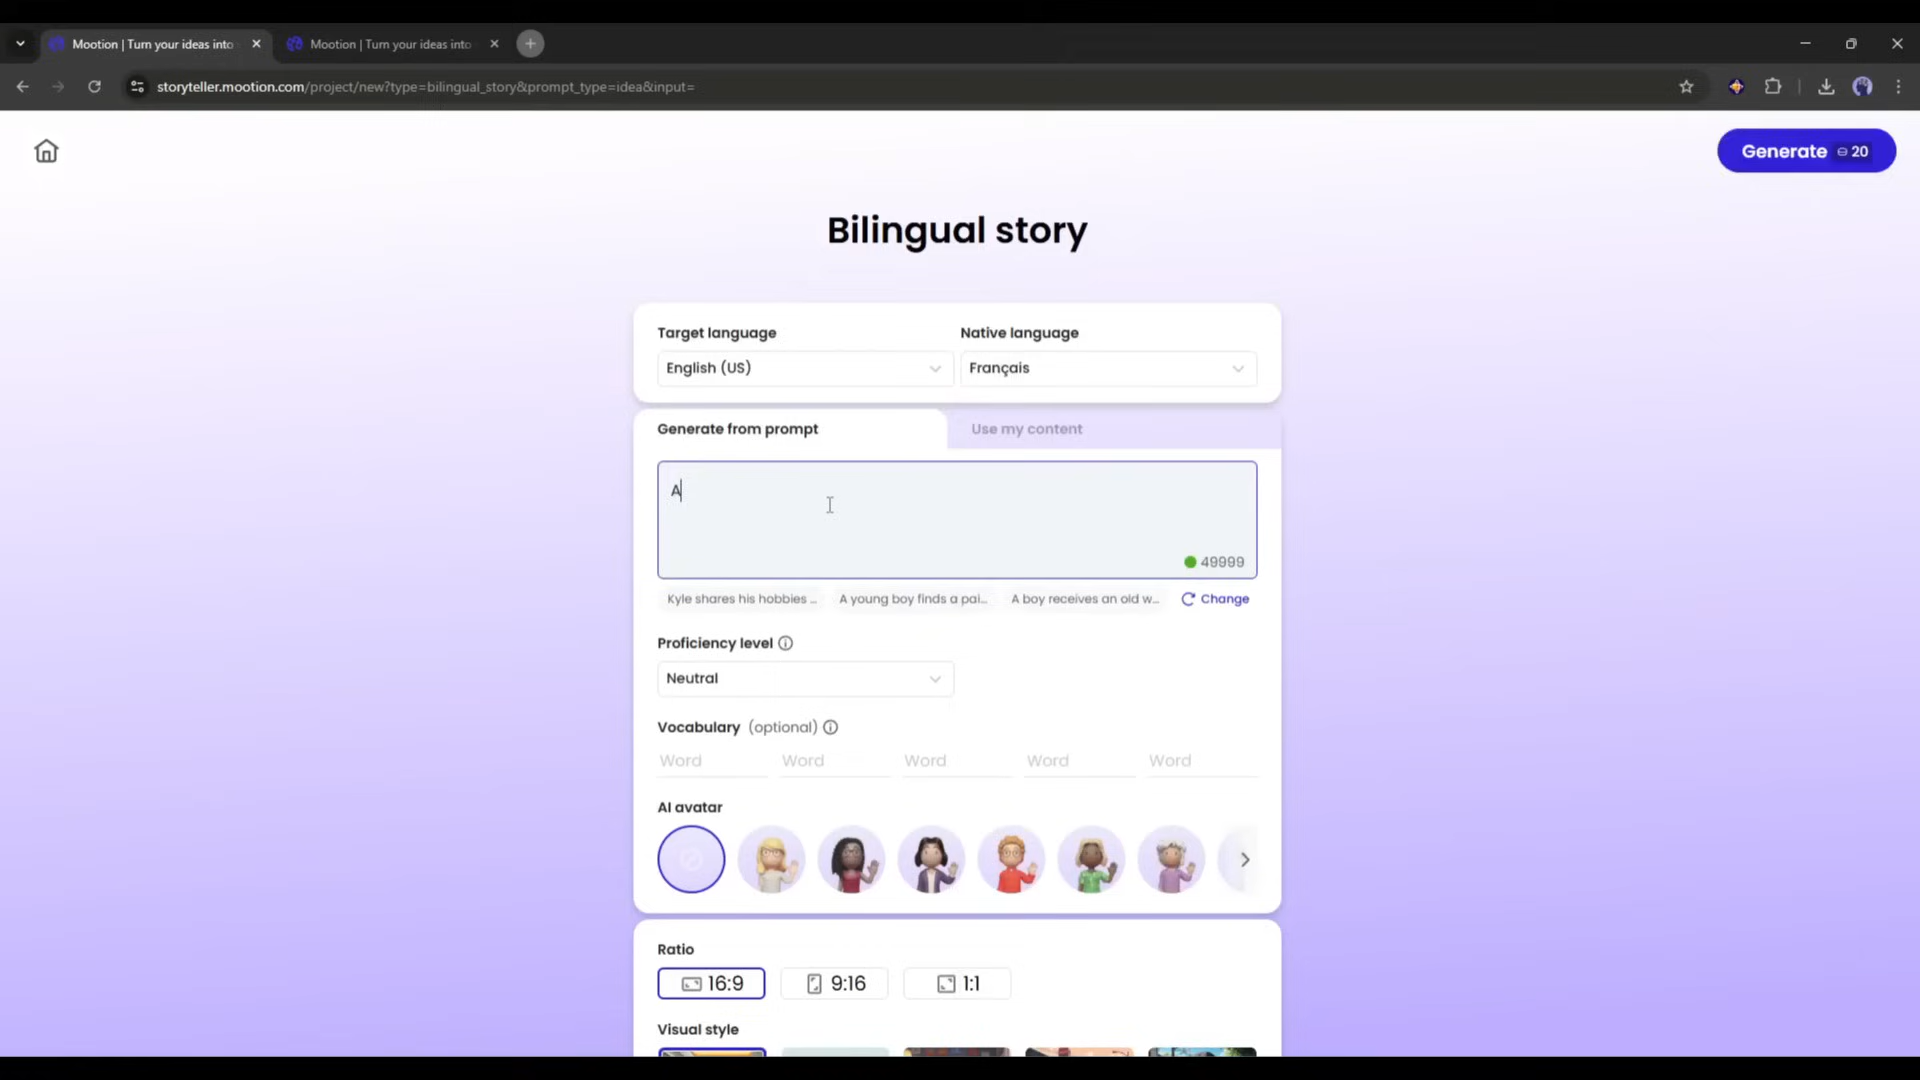 Mootion | Turn your ideas into
Mootion | Turn your ideas into
storyteller.mootion.com/project/new?type=bilingual_story&prompt_type=idea&input=
Generate 20
Bilingual story
Target language
Native language
English (US)
Français
Generate from prompt
Use my content
A
49999
Kyle shares his hobbies ...
A young boy finds a pai...
A boy receives an old w...
Change
Proficiency level
Neutral
Vocabulary (optional)
Word Word Word Word Word
AI avatar
Ratio
16:9
9:16
1:1
Visual style